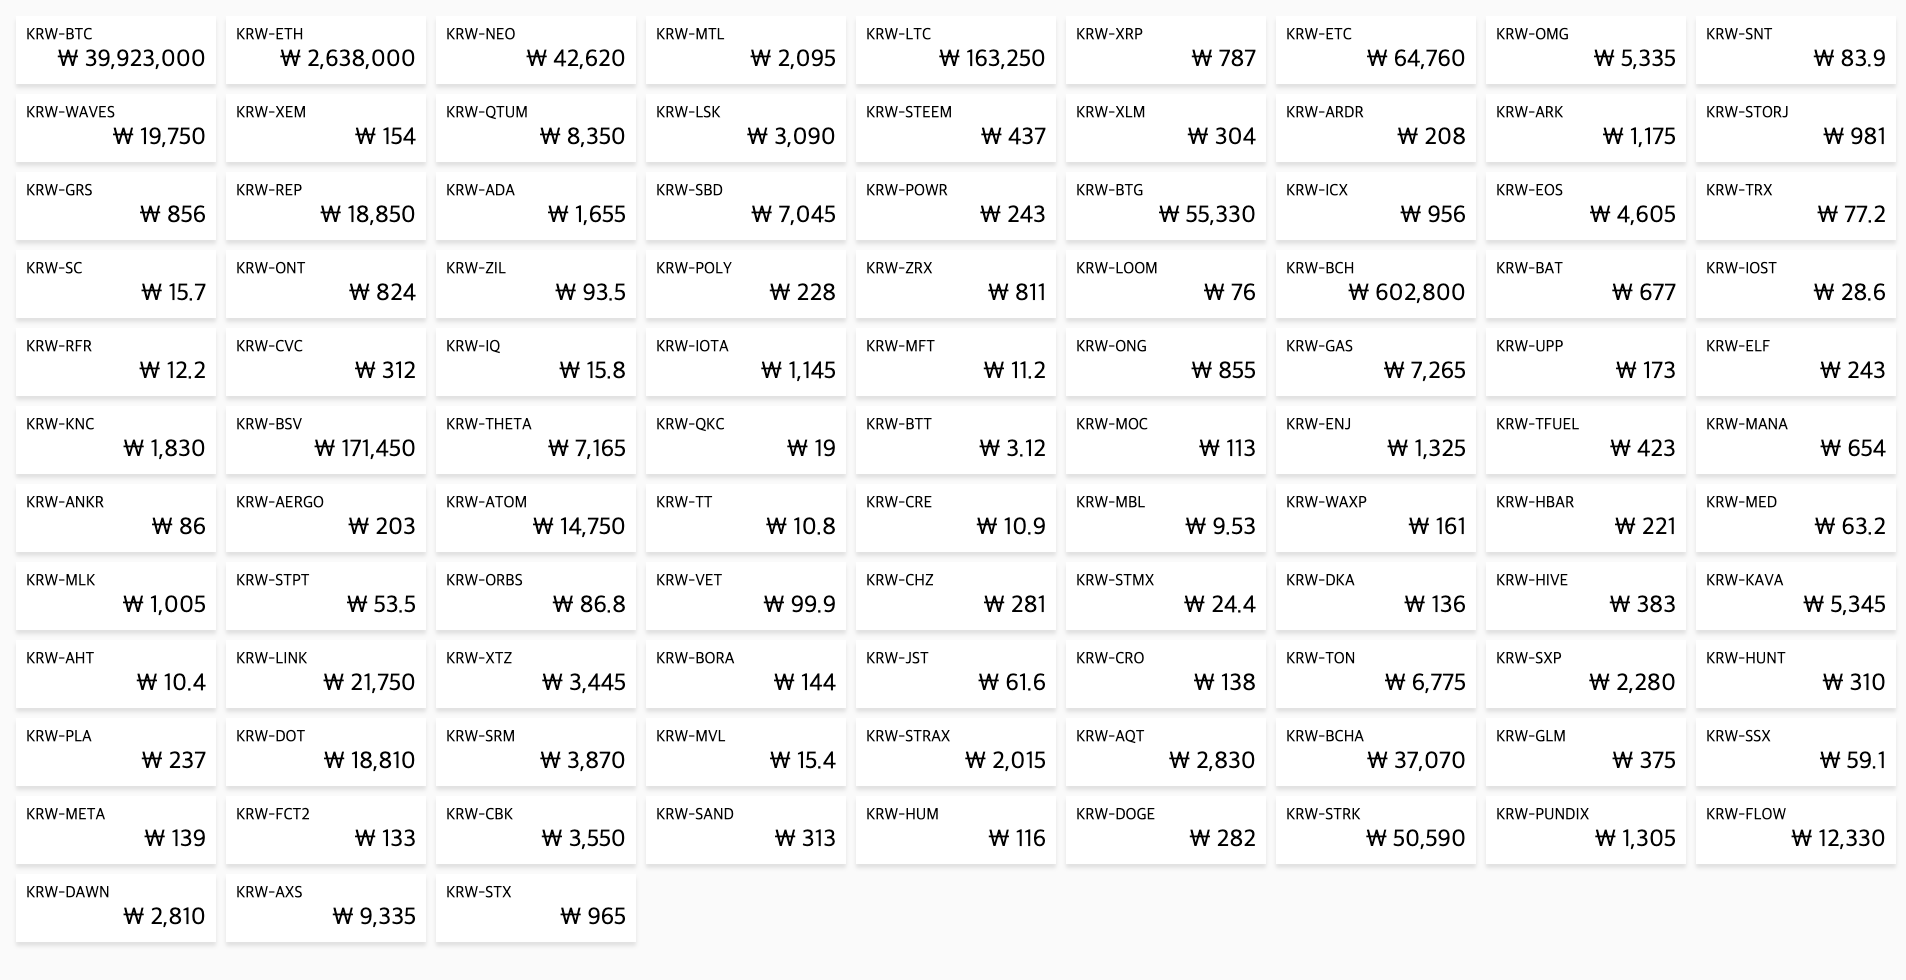 KRW-BTC
₩ 39,923,000
KRW-ETH
₩ 2,638,000
KRW-NEO
₩ 42,620
KRW-MTL
₩ 2,095
KRW-LTC
₩ 163,250
KRW-XRP
₩ 787
KRW-ETC
₩ 64,760
KRW-OMG
₩ 5,335
KRW-SNT
₩ 83.9
KRW-WAVES
₩ 19,750
KRW-XEM
₩ 154
KRW-QTUM
₩ 8,350
KRW-LSK
₩ 3,090
KRW-STEEM
₩ 437
KRW-XLM
₩ 304
KRW-ARDR
₩ 208
KRW-ARK
₩ 1,175
KRW-STORJ
₩ 981
KRW-GRS
₩ 856
KRW-REP
₩ 18,850
KRW-ADA
₩ 1,655
KRW-SBD
₩ 7,045
KRW-POWR
₩ 243
KRW-BTG
₩ 55,330
KRW-ICX
₩ 956
KRW-EOS
₩ 4,605
KRW-TRX
₩ 77.2
KRW-SC
₩ 15.7
KRW-ONT
₩ 824
KRW-ZIL
₩ 93.5
KRW-POLY
₩ 228
KRW-ZRX
₩ 811
KRW-LOOM
₩ 76
KRW-BCH
₩ 602,800
KRW-BAT
₩ 677
KRW-IOST
₩ 28.6
KRW-RFR
₩ 12.2
KRW-CVC
₩ 312
KRW-IQ
₩ 15.8
KRW-IOTA
₩ 1,145
KRW-MFT
₩ 11.2
KRW-ONG
₩ 855
KRW-GAS
₩ 7,265
KRW-UPP
₩ 173
KRW-ELF
₩ 243
KRW-KNC
₩ 1,830
KRW-BSV
₩ 171,450
KRW-THETA
₩ 7,165
KRW-QKC
₩ 19
KRW-BTT
₩ 3.12
KRW-MOC
₩ 113
KRW-ENJ
₩ 1,325
KRW-TFUEL
₩ 423
KRW-MANA
₩ 654
KRW-ANKR
₩ 86
KRW-AERGO
₩ 203
KRW-ATOM
₩ 14,750
KRW-TT
₩ 10.8
KRW-CRE
₩ 10.9
KRW-MBL
₩ 9.53
KRW-WAXP
₩ 161
KRW-HBAR
₩ 221
KRW-MED
₩ 63.2
KRW-MLK
₩ 1,005
KRW-STPT
₩ 53.5
KRW-ORBS
₩ 86.8
KRW-VET
₩ 99.9
KRW-CHZ
₩ 281
KRW-STMX
₩ 24.4
KRW-DKA
₩ 136
KRW-HIVE
₩ 383
KRW-KAVA
₩ 5,345
KRW-AHT
₩ 10.4
KRW-LINK
₩ 21,750
KRW-XTZ
₩ 3,445
KRW-BORA
₩ 144
KRW-JST
₩ 61.6
KRW-CRO
₩ 138
KRW-TON
₩ 6,775
KRW-SXP
₩ 2,280
KRW-HUNT
₩ 310
KRW-PLA
₩ 237
KRW-DOT
₩ 18,810
KRW-SRM
₩ 3,870
KRW-MVL
₩ 15.4
KRW-STRAX
₩ 2,015
KRW-AQT
₩ 2,830
KRW-BCHA
₩ 37,070
KRW-GLM
₩ 375
KRW-SSX
₩ 59.1
KRW-META
₩ 139
KRW-FCT2
₩ 133
KRW-CBK
₩ 3,550
KRW-SAND
₩ 313
KRW-HUM
₩ 116
KRW-DOGE
₩ 282
KRW-STRK
₩ 50,590
KRW-PUNDIX
₩ 1,305
KRW-FLOW
₩ 12,330
KRW-DAWN
₩ 2,810
KRW-AXS
₩ 9,335
KRW-STX
₩ 965